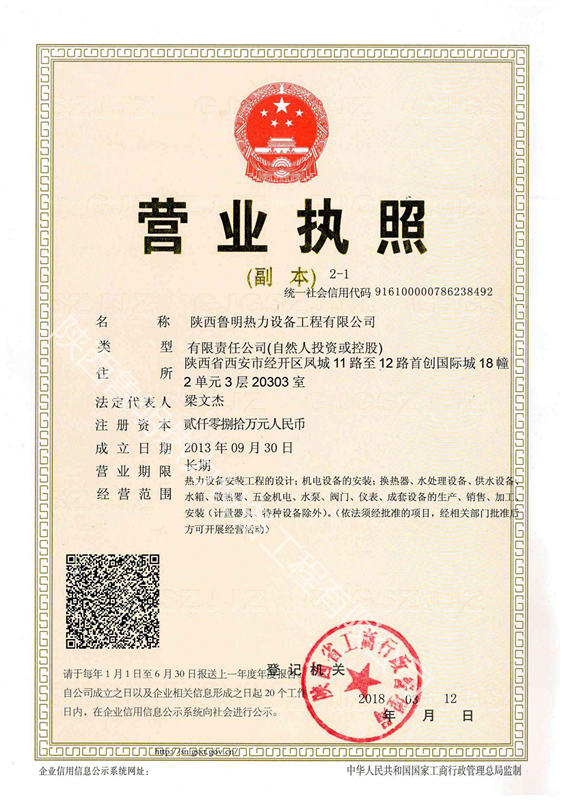 营业执照
(副 本) 2-1
统一社会信用代码 916100000786238492
名 称 陕西鲁明热力设备工程有限公司
类 型 有限责任公司(自然人投资或控股)
住 所 陕西省西安市经开区凤城11路至12路首创国际城18幢
2单元3层20303室
法定代表人 梁文杰
注册资本 贰仟零捌拾万元人民币
成立日期 2013年09月30日
营业期限 长期
经营范围 热力设备安装工程的设计; 机电设备的安装; 换热器、水处理设备、供水设备、
水箱、散热器、五金机电、水泵、阀门、仪表、成套设备的生产、销售、加工、
安装 (计量器具、特种设备除外)。(依法须经批准的项目, 经相关部门批准后
方可开展经营活动)
登记机关
陕西省工商行政管理局
请于每年1月1日至6月30日报送上一年度年度报告。
自公司成立之日以及企业相关信息形成之日起20个工作
日内, 在企业信用信息公示系统向社会进行公示。
2018 03 12
年 月 日
企业信用信息公示系统网址:
http://sn.gsxt.gov.cn/
中华人民共和国国家工商行政管理总局监制